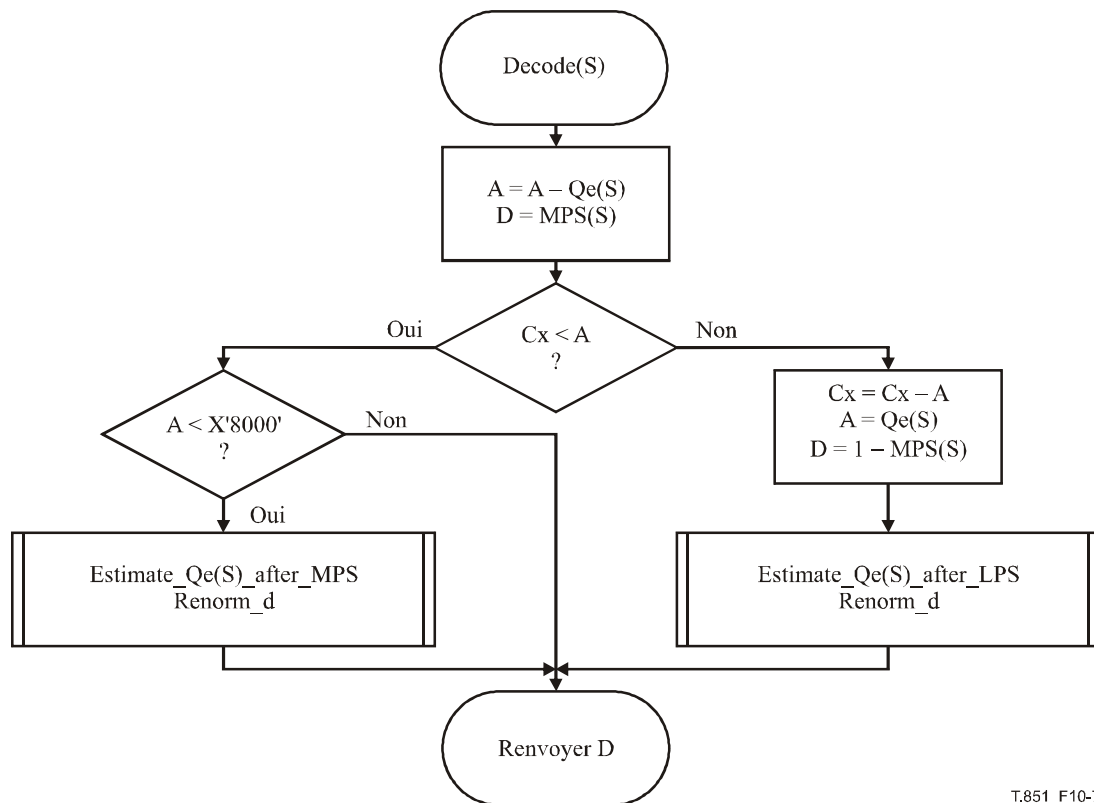 Decode(S)
A = A – Qe(S)
D = MPS(S)
Cx < A
?
Oui
Non
A < X'8000'
?
Non
Oui
Cx = Cx – A
A = Qe(S)
D = 1 – MPS(S)
Estimate_Qe(S)_after_MPS
Renorm_d
Estimate_Qe(S)_after_LPS
Renorm_d
Renvoyer D